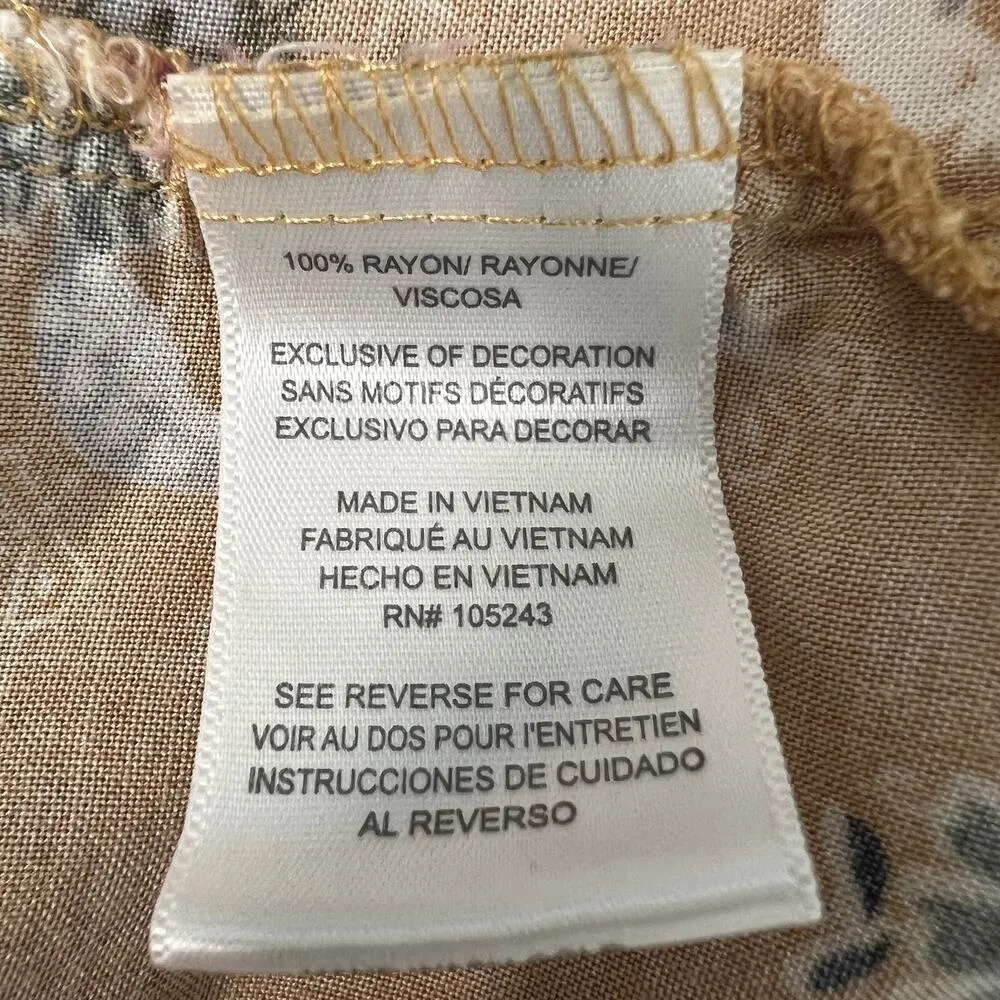 100% RAYON/ RAYONNE/
VISCOSA
EXCLUSIVE OF DECORATION
SANS MOTIFS DÉCORATIFS
EXCLUSIVO PARA DECORAR
MADE IN VIETNAM
FABRIQUÉ AU VIETNAM
HECHO EN VIETNAM
RN# 105243
SEE REVERSE FOR CARE
VOIR AU DOS POUR l'ENTRETIEN
INSTRUCCIONES DE CUIDADO
AL REVERSO